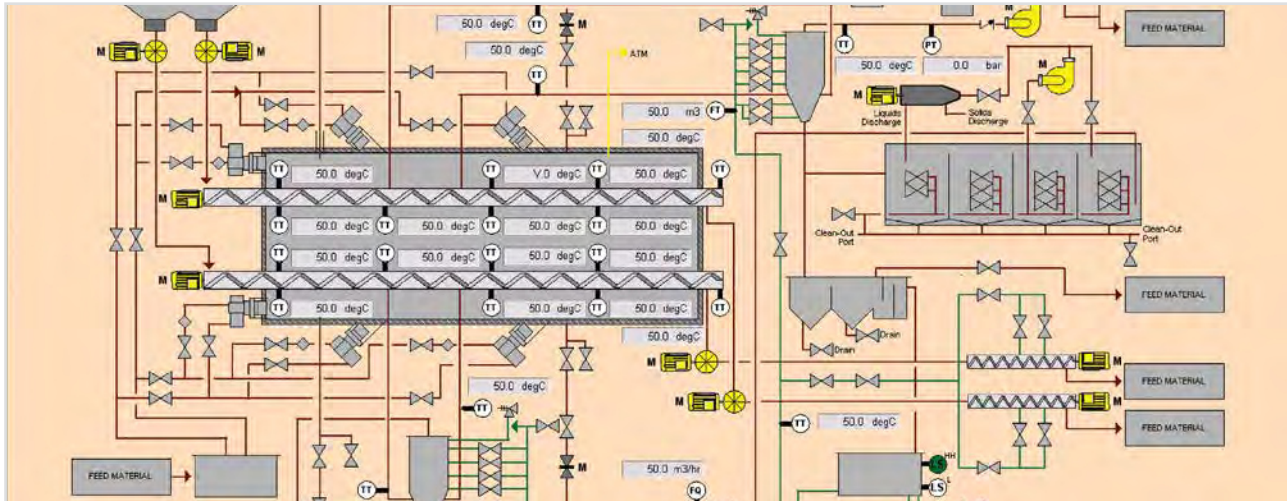 50.0 degC
FT
50.0 degC
TT
M
M
M
ATM
TT
PT
50.0 degC
0.0 bar
M
FEED MATERIAL
M
Liquids
Discharge
Solids
Discharge
50.0 m3
FT
50.0 degC
TT
50.0 degC
TT
V.0 degC
TT
50.0 degC
TT
M
TT
50.0 degC
TT
50.0 degC
TT
50.0 degC
TT
50.0 degC
Clean-Out
Port
Clean-Out
Port
TT
50.0 degC
TT
50.0 degC
TT
50.0 degC
TT
50.0 degC
M
TT
50.0 degC
TT
50.0 degC
TT
50.0 degC
TT
FEED MATERIAL
50.0 degC
Drain
Drain
M
M
FEED MATERIAL
50.0 degC
TT
M
M
FEED MATERIAL
TT
50.0 degC
M
FEED MATERIAL
TT
50.0 m3/hr
FQ
LS
HH
LS
L